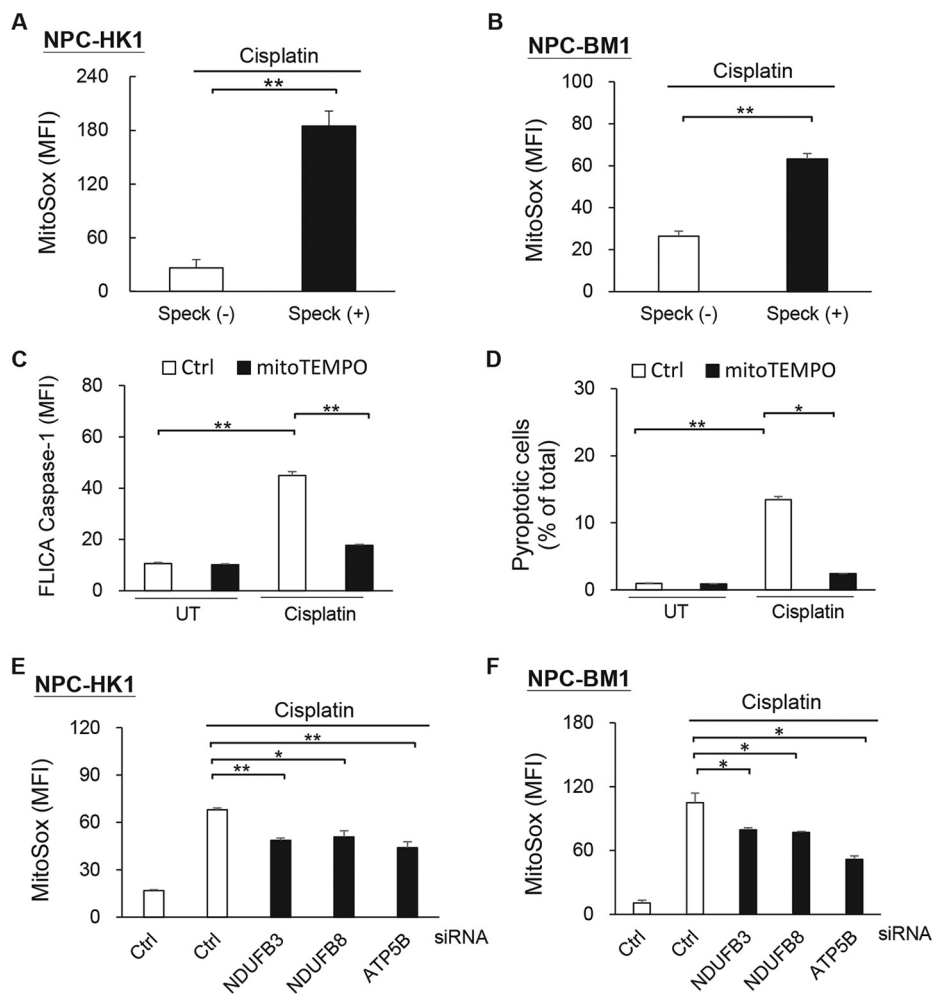 A
NPC-HK1
Cisplatin
**
MitoSox (MFI)
240
180
120
60
0
Speck (-)
Speck (+)
B
NPC-BM1
Cisplatin
**
MitoSox (MFI)
100
80
60
40
20
0
Speck (-)
Speck (+)
C
Ctrl
mitoTEMPO
FLICA Caspase-1 (MFI)
80
60
40
20
0
**
**
UT
Cisplatin
D
Ctrl
mitoTEMPO
Pyroptotic cells
(% of total)
30
20
10
0
**
*
UT
Cisplatin
E
NPC-HK1
Cisplatin
**
*
**
MitoSox (MFI)
120
90
60
30
0
Ctrl
Ctrl
NDUFB3
NDUFB8
ATP5B
siRNA
F
NPC-BM1
Cisplatin
*
*
*
MitoSox (MFI)
180
120
60
0
Ctrl
Ctrl
NDUFB3
NDUFB8
ATP5B
siRNA